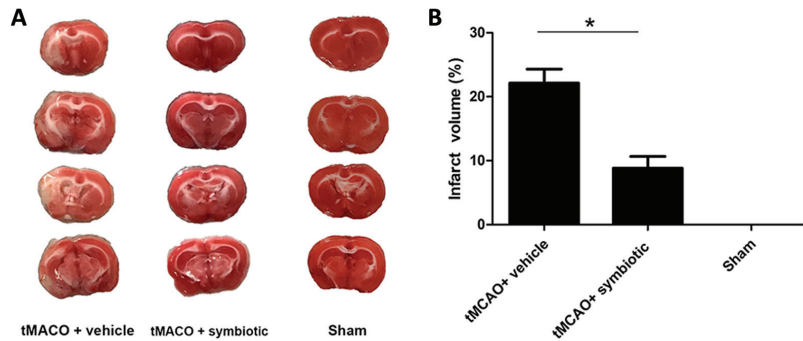 A
tMACO + vehicle
tMACO + symbiotic
Sham
B
Infarct volume (%)
30
20
10
0
*
tMCAO+ vehicle
tMCAO+ symbiotic
Sham